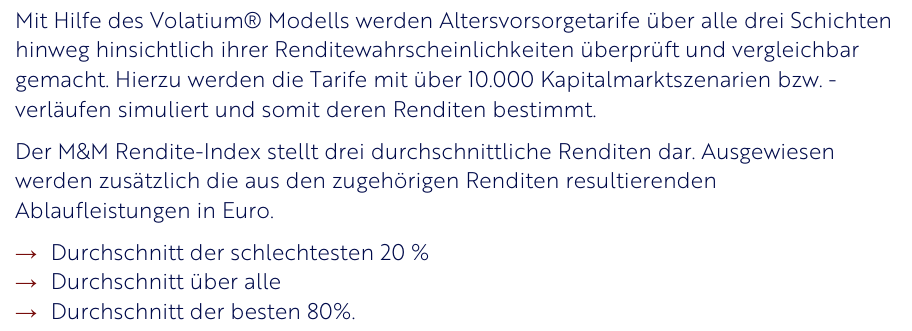 Mit Hilfe des Volatium® Modells werden Altersvorsorgetarife über alle drei Schichten
hinweg hinsichtlich ihrer Renditewahrscheinlichkeiten überprüft und vergleichbar
gemacht. Hierzu werden die Tarife mit über 10.000 Kapitalmarktszenarien bzw. -
verläufen simuliert und somit deren Renditen bestimmt.
Der M&M Rendite-Index stellt drei durchschnittliche Renditen dar. Ausgewiesen
werden zusätzlich die aus den zugehörigen Renditen resultierenden
Ablaufleistungen in Euro.
→ Durchschnitt der schlechtesten 20 %
→ Durchschnitt über alle
→ Durchschnitt der besten 80%.